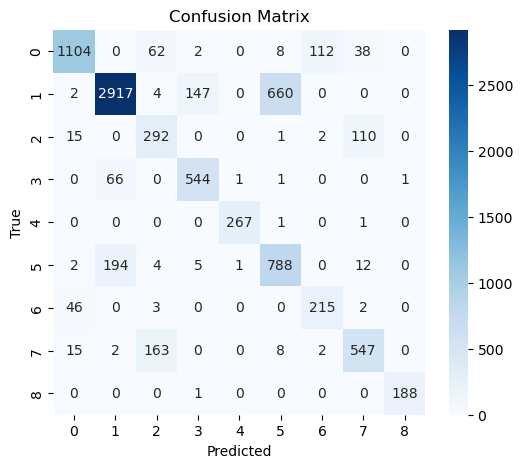 Confusion Matrix
0 1104 0 62 2 0 8 112 38 0
1 2 2917 4 147 660 0 0 0
2 15 0 292 0 0 1 2 110 0
3 0 66 0 544 1 1 0 0 1
4 0 0 0 0 267 1 0 1 0
5 2 194 4 5 1 788 0 12 0
6 46 0 3 0 0 0 215 2 0
7 15 2 163 0 0 8 2 547 0
8 0 0 0 1 0 0 0 0 188
0 1 2 3 4 5 6 7 8
Predicted
True
2500
2000
1500
1000
500
0